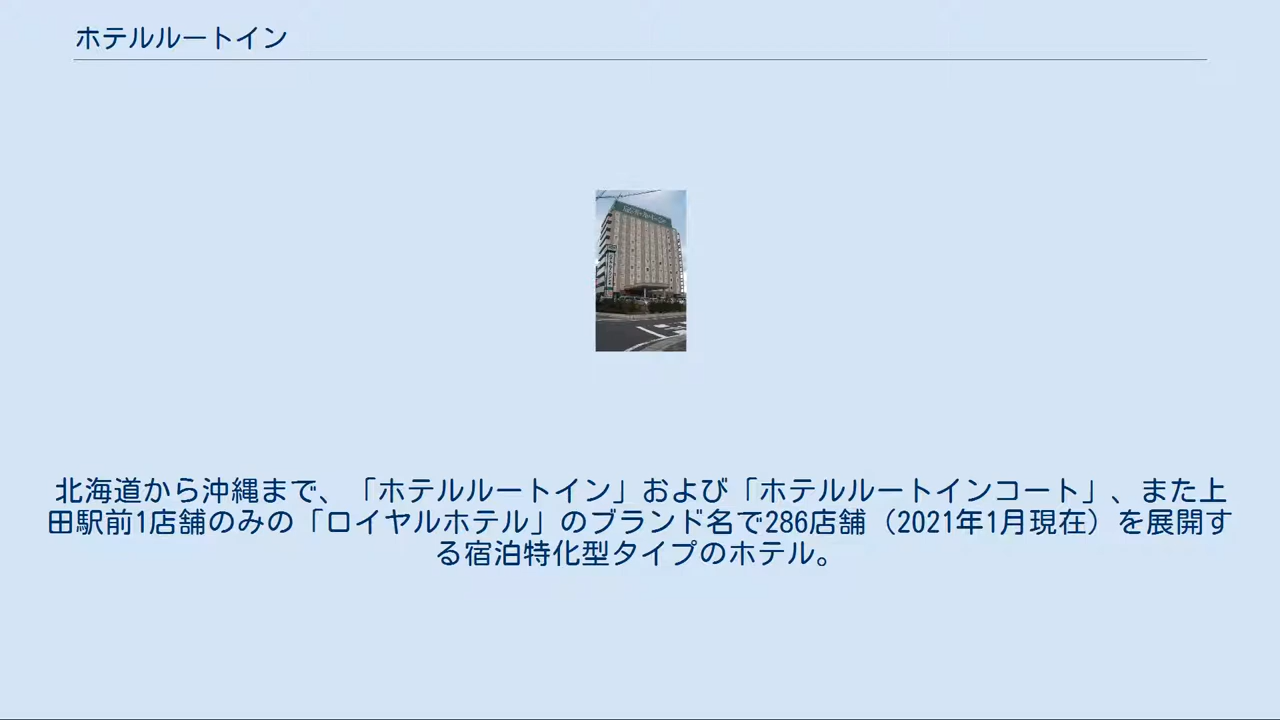 ホテルルートイン
北海道から沖縄まで、「ホテルルートイン」および「ホテルルートインコート」、また上
田駅前1店舗のみの「ロイヤルホテル」のブランド名で286店舗（2021年1月現在）を展開す
る宿泊特化型タイプのホテル。